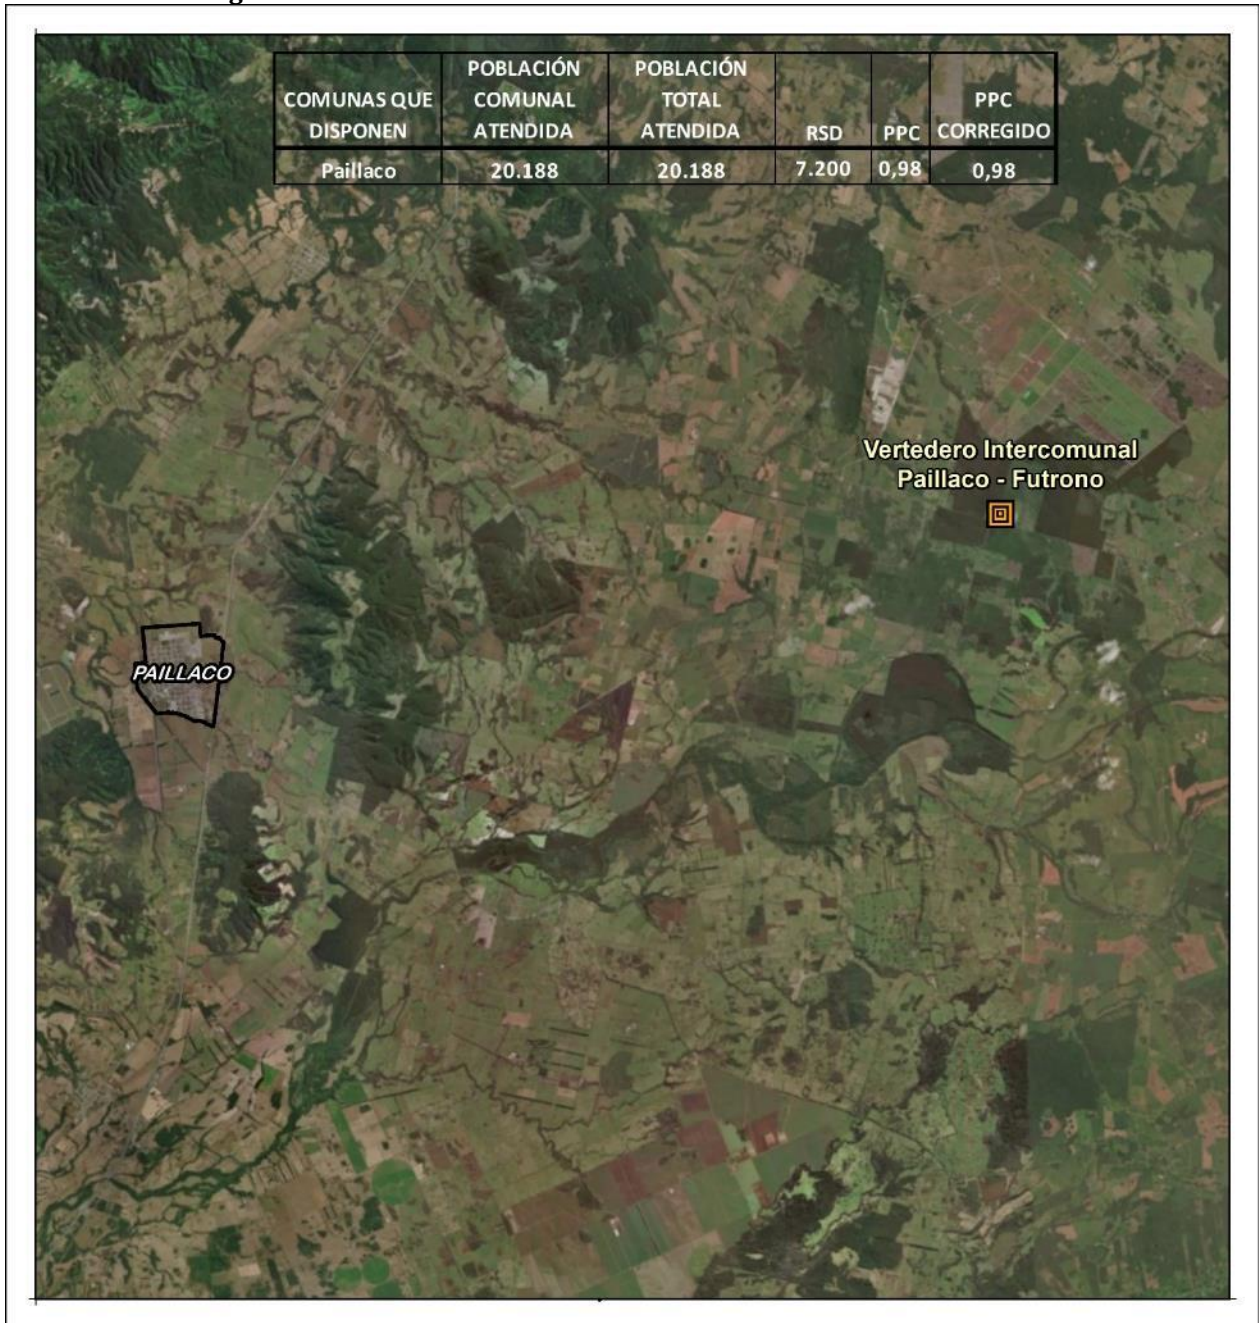 COMUNAS QUE DISPONEN POBLACIÓN COMUNAL ATENDIDA POBLACIÓN TOTAL ATENDIDA RSD PPC PPC CORREGIDO
Paillaco 20.188 20.188 7.200 0,98 0,98
Vertedero Intercomunal
Paillaco - Futrono
PAILLACO